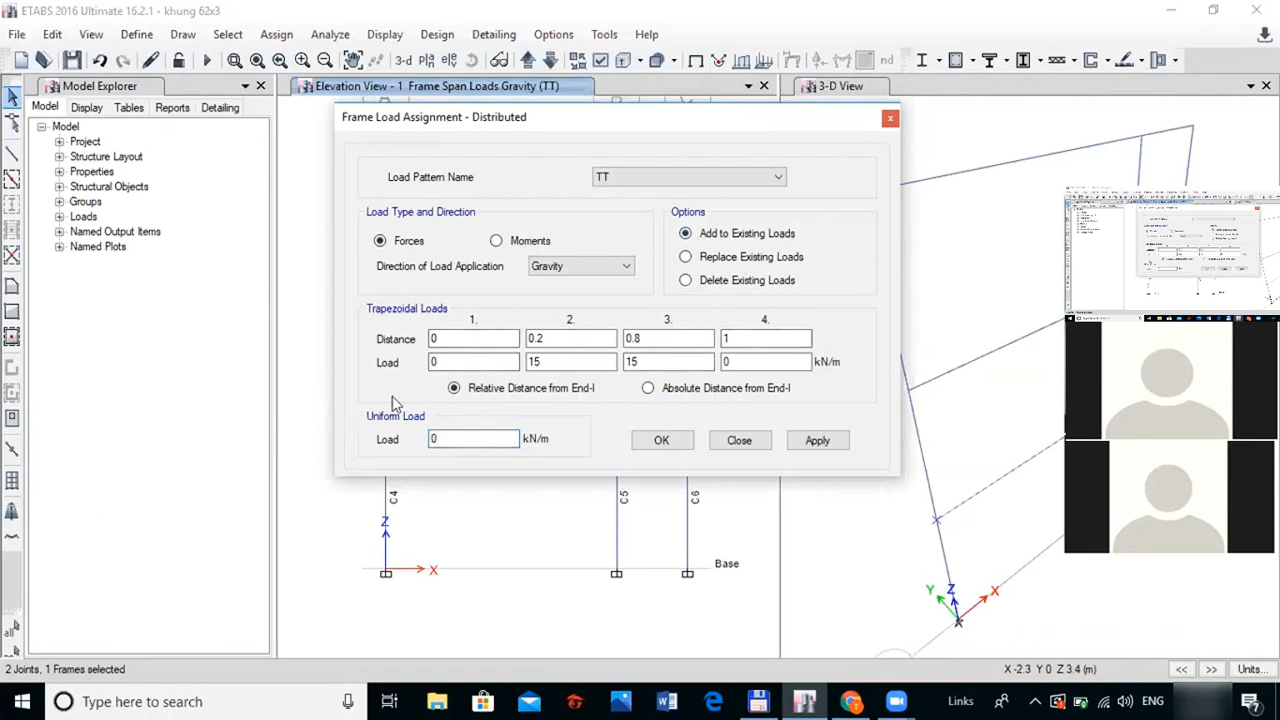 ETABS 2016 Ultimate 16.2.1 - khung 62x3
File Edit View Define Draw Select Assign Analyze Display Design Detailing Options Tools Help
3-d
Model Explorer
Elevation View - 1 Frame Span Loads Gravity (TT)
3-D View
Model Display Tables Reports Detailing
Model
Project
Structure Layout
Properties
Structural Objects
Groups
Loads
Named Output Items
Named Plots
Frame Load Assignment - Distributed
Load Pattern Name
TT
Load Type and Direction
Forces
Moments
Direction of Load Application
Gravity
Options
Add to Existing Loads
Replace Existing Loads
Delete Existing Loads
Trapezoidal Loads
1. 2. 3. 4.
Distance 0 0.2 0.8 1
Load 0 15 15 0 kN/m
Relative Distance from End-I
Absolute Distance from End-I
Uniform Load
Load 0 kN/m
OK Close Apply
C4
C5
C6
Z
X
Base
Y
Z
X
all
2 Joints, 1 Frames selected
X -2.3 Y 0 Z 3.4 (m)
<< >> Units...
Type here to search
Links
ENG
7